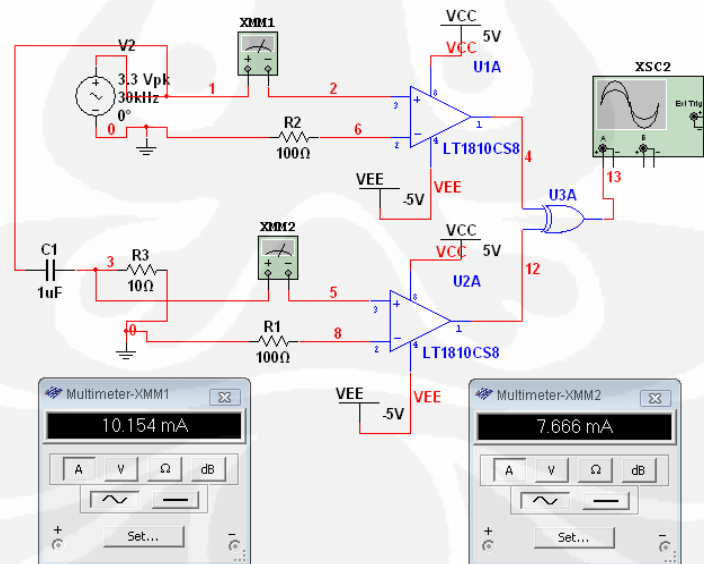 XMM1
V2
3.3 Vpk
30kHz
0°
0
1
2
R2
100Ω
6
VCC
5V
VCC
U1A
3
2
8
4
1
LT1810CS8
VEE
-5V
VEE
4
XSC2
Ext Trig
A
B
13
U3A
12
C1
1uF
3
R3
10Ω
0
XMM2
5
R1
100Ω
8
VCC
5V
VCC
U2A
3
2
8
4
1
LT1810CS8
VEE
-5V
VEE
Multimeter-XMM1
10.154 mA
A V Ω dB
Set...
+ -
Multimeter-XMM2
7.666 mA
A V Ω dB
Set...
+ -